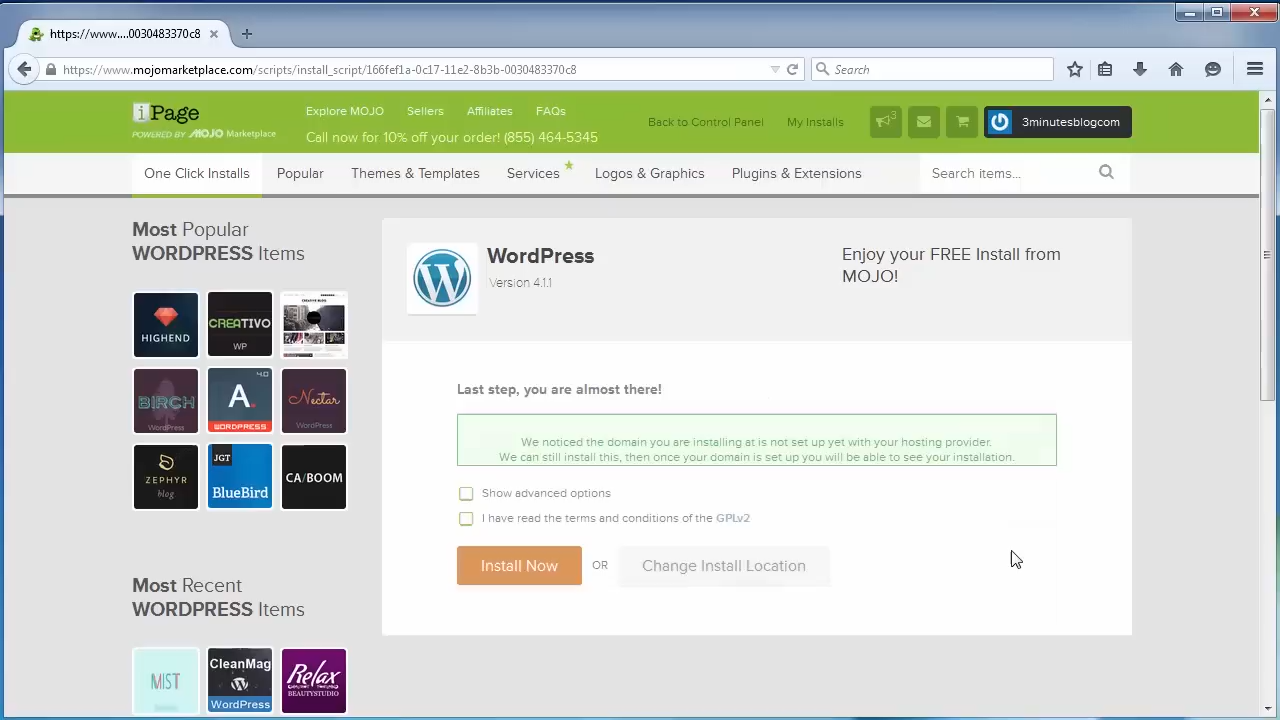 https://www....0030483370c8
https://www.mojomarketplace.com/scripts/install_script/166fef1a-0c17-11e2-8b3b-0030483370c8
Search
iPage
POWERED BY MOJO Marketplace
Explore MOJO
Sellers
Affiliates
FAQs
Call now for 10% off your order! (855) 464-5345
Back to Control Panel
My Installs
3
3minutesblogcom
One Click Installs
Popular
Themes & Templates
Services
Logos & Graphics
Plugins & Extensions
Search items...
Most Popular
WORDPRESS Items
HIGHEND
CREATIVO
WP
BIRCH
WordPress
4.0
A.
WORDPRESS
Nectar
WordPress
ZEPHYR
blog
JGT
BlueBird
CA/BOOM
Most Recent
WORDPRESS Items
MIST
CleanMag
WordPress
Relax
BEAUTYSTUDIO
WordPress
Version 4.1.1
Enjoy your FREE Install from
MOJO!
Last step, you are almost there!
We noticed the domain you are installing at is not set up yet with your hosting provider.
We can still install this, then once your domain is set up you will be able to see your installation.
Show advanced options
I have read the terms and conditions of the GPLv2
Install Now
OR
Change Install Location